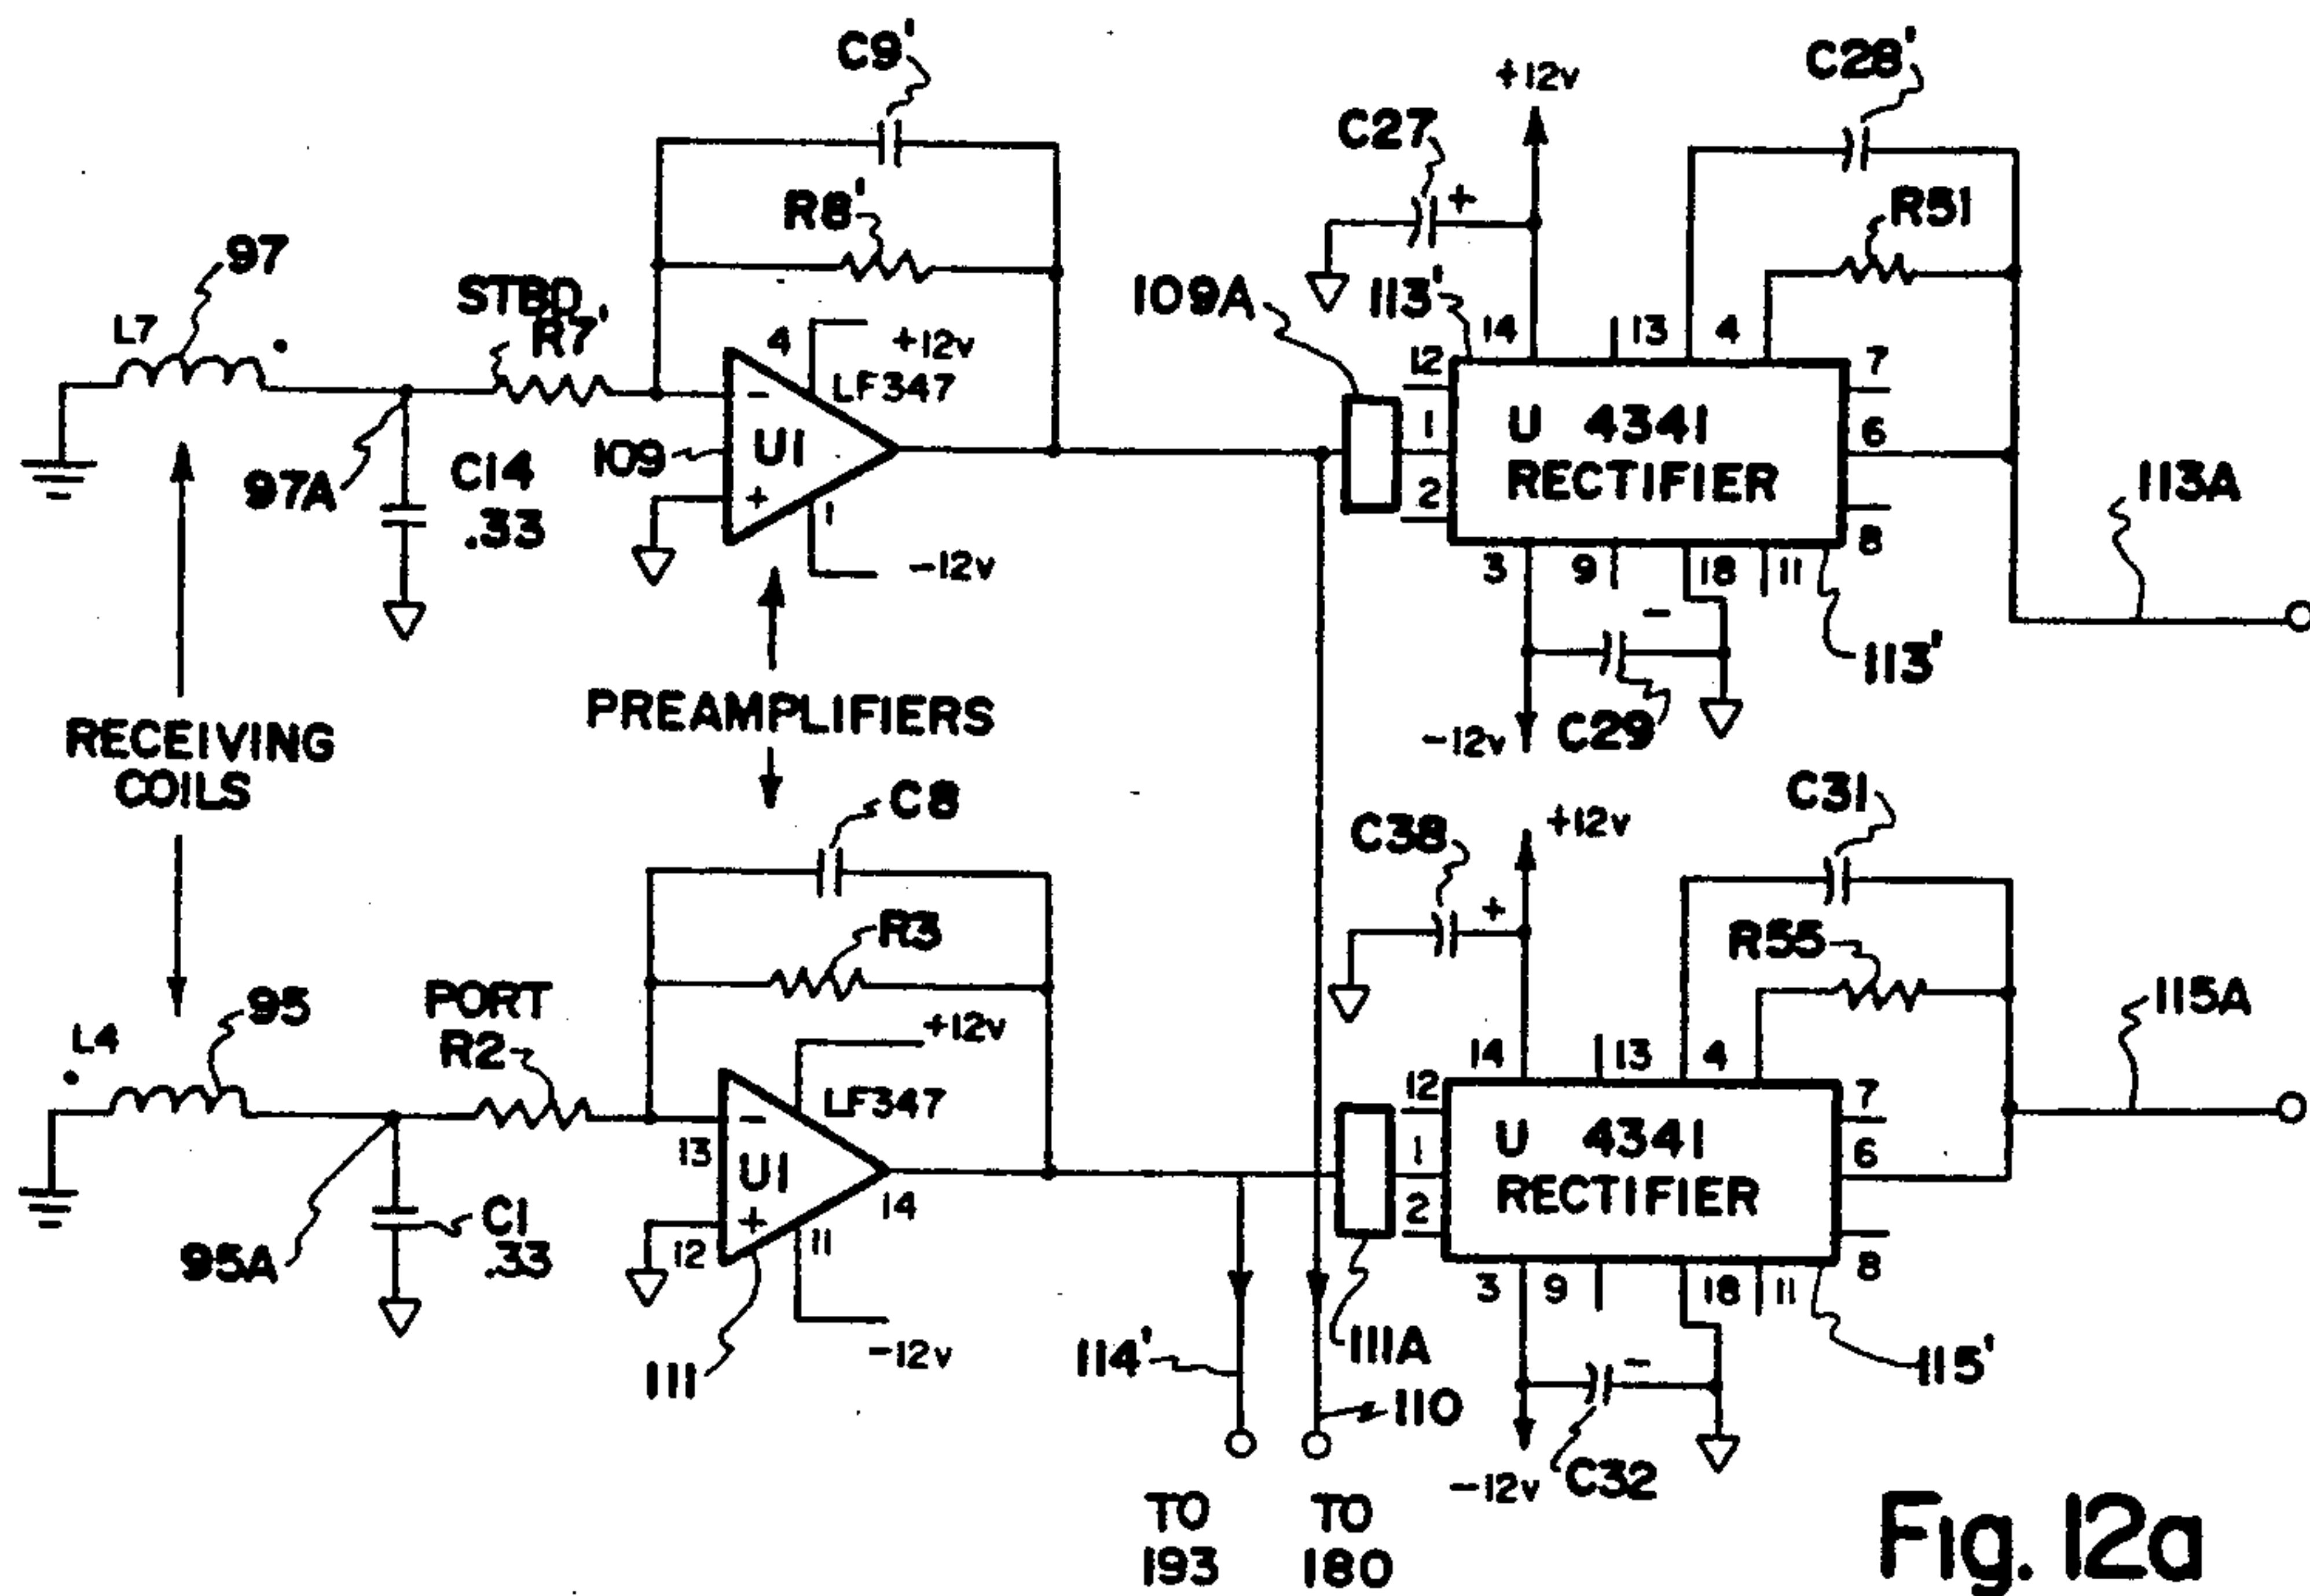 C9'
C28'
+12v
C27
+
R8'
R51
97
STBD
R7'
109A
113'
14
13
4
L7
4
+12v
LF347
12
7
-
U1
109
1
U 4341
RECTIFIER
6
113A
97A
C14
.33
+
1
2
8
-12v
3
9
18
11
-
113'
RECEIVING
COILS
PREAMPLIFIERS
-12v
C29
C8
C38
+12v
C31
+
R3
R55
95
PORT
R2
+12v
115A
L4
14
13
4
LF347
12
7
-
13
U1
1
U 4341
RECTIFIER
6
14
2
C1
.33
+
12
11
8
95A
3
9
18
11
-12v
111
114'
111A
-
115'
110
-12v
C32
TO
193
TO
180
Fig. 12a